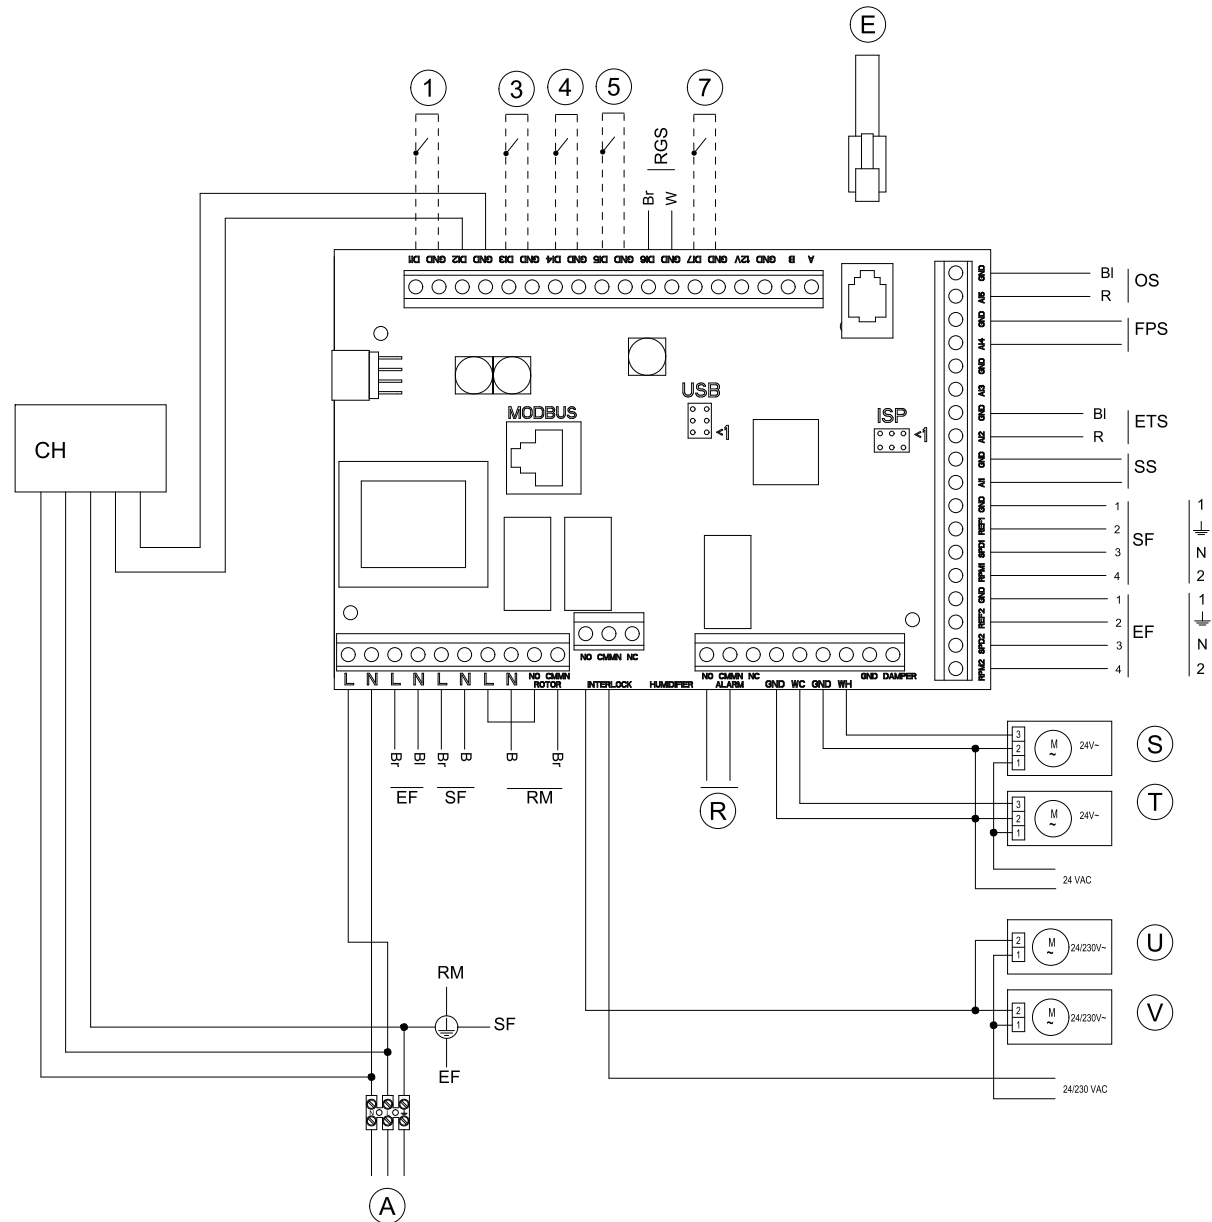 E
1
3
4
5
7
RGS
Br
W
DI1 GND DI2 GND DI3 GND DI4 GND DI5 GND DI6 GND DI7 GND 12V GND B A
GND
AI5
GND
AI4
GND
AI3
GND
AI2
GND
AI1
GND
REF1
SPD1
RPM1
GND
REF2
SPD2
RPM2
Bl
R
OS
FPS
Bl
R
ETS
SS
1
2
3
4
SF
1
N
2
1
2
3
4
EF
1
N
2
USB
<1
ISP
<1
MODBUS
CH
NO CMMN NC
L N L N L N L N
NO CMMN
ROTOR
INTERLOCK
HUMIDIFIER
NO CMMN NC
ALARM
GND WC GND WH
GND DAMPER
Br
Bl
Br
B
B
Br
EF
SF
RM
R
3
2
1
M
~
24V~
S
3
2
1
M
~
24V~
T
24 VAC
2
1
M
~
24/230V~
U
2
1
M
~
24/230V~
V
24/230 VAC
RM
SF
EF
N
L
A